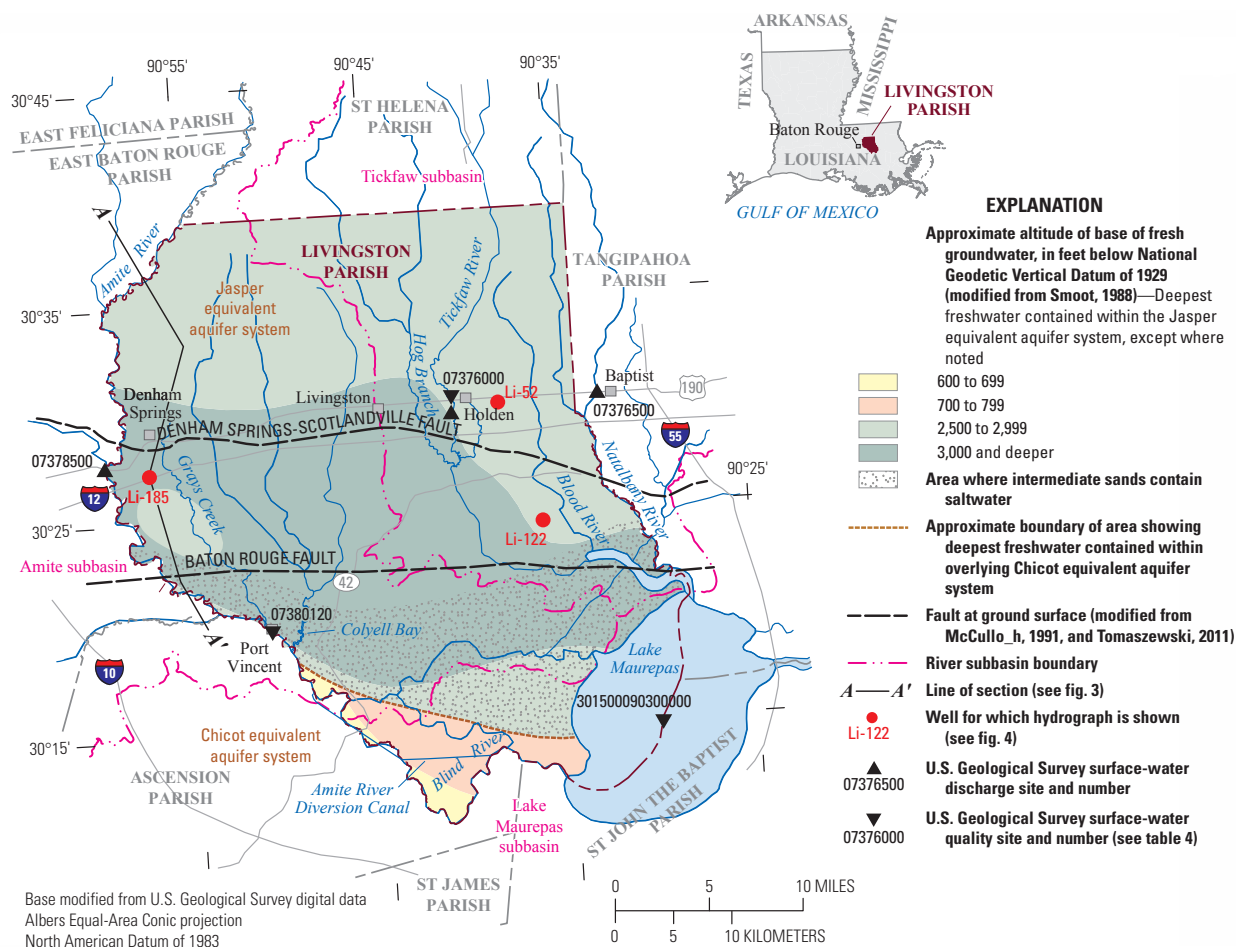 90°55'
90°45'
90°35'
30°45'
EAST FELICIANA PARISH
EAST BATON ROUGE
PARISH
ST HELENA
PARISH
Tickfaw subbasin
A
Amite River
LIVINGSTON
PARISH
Tickfaw River
TANGIPAHOA
PARISH
Jasper
equivalent
aquifer system
30°35'
Hog Branch
07376000
Li-52
Baptist
190
07376500
Denham
Springs
Livingston
Holden
DENHAM SPRINGS-SCOTLANDVILLE FAULT
55
07378500
12
Li-185
Grays Creek
Natalbany River
Blood River
90°25'
30°25'
Li-122
BATON ROUGE FAULT
Amite subbasin
42
07380120
Colyell Bay
A'
Port
Vincent
10
Lake
Maurepas
301500090300000
30°15'
Chicot equivalent
aquifer system
ASCENSION
PARISH
Blind River
Amite River
Diversion Canal
Lake
Maurepas
subbasin
ST JOHN THE BAPTIST
PARISH
ST JAMES
PARISH
Base modified from U.S. Geological Survey digital data
Albers Equal-Area Conic projection
North American Datum of 1983
0 5 10 MILES
0 5 10 KILOMETERS
ARKANSAS
TEXAS
MISSISSIPPI
LIVINGSTON
PARISH
Baton Rouge
LOUISIANA
GULF OF MEXICO
EXPLANATION
Approximate altitude of base of fresh
groundwater, in feet below National
Geodetic Vertical Datum of 1929
(modified from Smoot, 1988)—Deepest
freshwater contained within the Jasper
equivalent aquifer system, except where
noted
600 to 699
700 to 799
2,500 to 2,999
3,000 and deeper
Area where intermediate sands contain
saltwater
Approximate boundary of area showing
deepest freshwater contained within
overlying Chicot equivalent aquifer
system
Fault at ground surface (modified from
McCullo_h, 1991, and Tomaszewski, 2011)
River subbasin boundary
A—A' Line of section (see fig. 3)
Well for which hydrograph is shown
Li-122 (see fig. 4)
U.S. Geological Survey surface-water
07376500 discharge site and number
U.S. Geological Survey surface-water
07376000 quality site and number (see table 4)